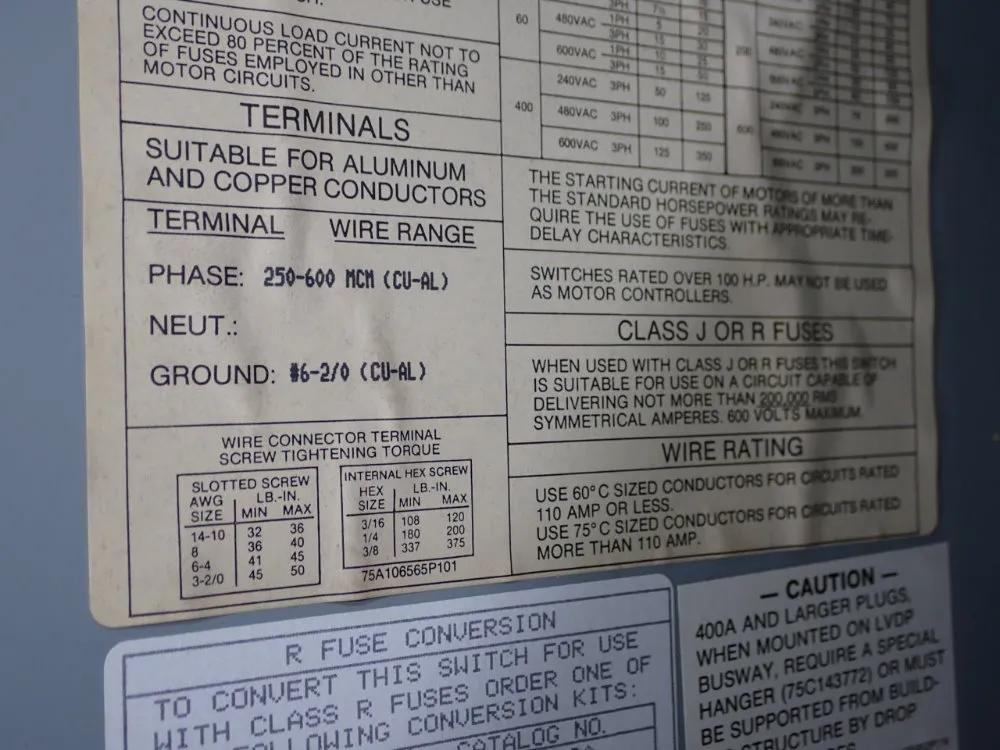 CONTINUOUS LOAD CURRENT NOT TO
EXCEED 80 PERCENT OF THE RATING
OF FUSES EMPLOYED IN OTHER THAN
MOTOR CIRCUITS.
TERMINALS
SUITABLE FOR ALUMINUM
AND COPPER CONDUCTORS
TERMINAL WIRE RANGE
PHASE: 250-600 MCM (CU-AL)
NEUT.:
GROUND: #6-2/0 (CU-AL)
WIRE CONNECTOR TERMINAL
SCREW TIGHTENING TORQUE
SLOTTED SCREW
AWG LB.-IN.
SIZE MIN MAX
14-10 32 36
8 36 40
6-4 41 45
3-2/0 45 50
INTERNAL HEX SCREW
HEX LB.-IN.
SIZE MIN MAX
3/16 108 120
1/4 180 200
3/8 337 375
75A106565P101
60 480VAC 1PH
3PH
600VAC 1PH
3PH
400 240VAC 3PH 50 125
480VAC 3PH 100 250
600VAC 3PH 125 350
THE STARTING CURRENT OF MOTORS OF MORE THAN
THE STANDARD HORSEPOWER RATINGS MAY RE-
QUIRE THE USE OF FUSES WITH APPROPRIATE TIME-
DELAY CHARACTERISTICS.
SWITCHES RATED OVER 100 H.P. MAY NOT BE USED
AS MOTOR CONTROLLERS.
CLASS J OR R FUSES
WHEN USED WITH CLASS J OR R FUSES THIS SWITCH
IS SUITABLE FOR USE ON A CIRCUIT CAPABLE OF
DELIVERING NOT MORE THAN 200,000 RMS
SYMMETRICAL AMPERES. 600 VOLTS MAXIMUM.
WIRE RATING
USE 60°C SIZED CONDUCTORS FOR CIRCUITS RATED
110 AMP OR LESS.
USE 75°C SIZED CONDUCTORS FOR CIRCUITS RATED
MORE THAN 110 AMP.
R FUSE CONVERSION
TO CONVERT THIS SWITCH FOR USE
WITH CLASS R FUSES ORDER ONE OF
FOLLOWING CONVERSION KITS:
CATALOG NO.
— CAUTION —
400A AND LARGER PLUGS,
WHEN MOUNTED ON LVDP
BUSWAY, REQUIRE A SPECIAL
HANGER (75C143772) OR MUST
BE SUPPORTED FROM BUILD-
STRUCTURE BY DROP